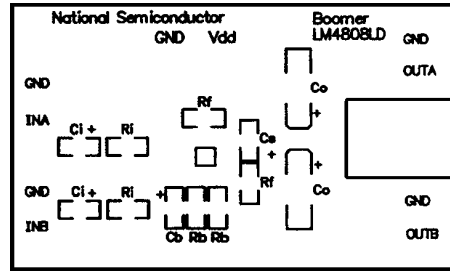 National Semiconductor
Boomer
LM4808LD
GND Vdd
GND
OUTA
GND
INA
Rf
Co
+
Ci + Ri
Cs
+
+
GND
Ci + Ri
+
Rf
Co
GND
INB
Cb Rb Rb
OUTB